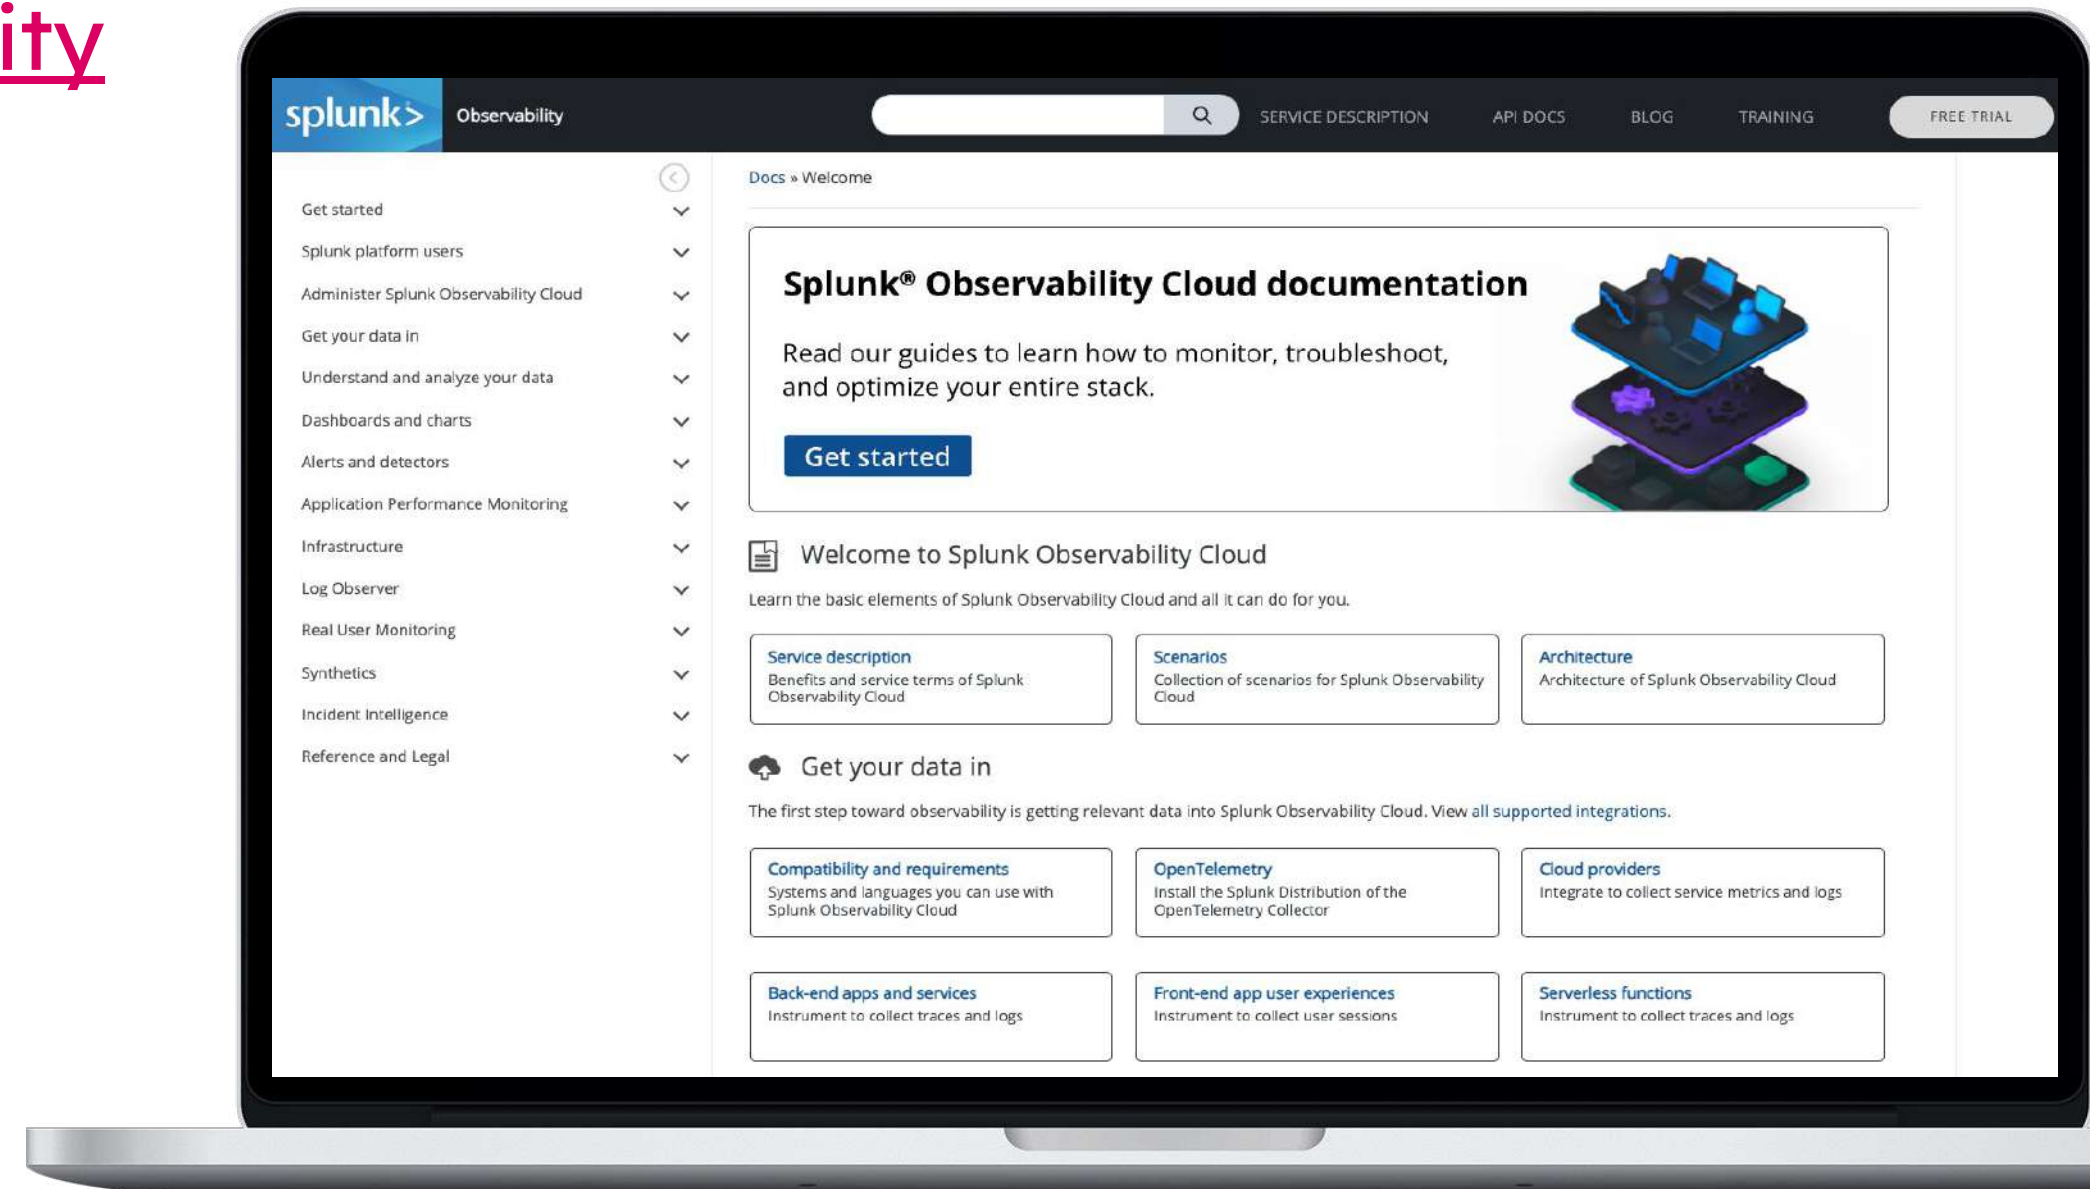 ity
splunk> Observability SERVICE DESCRIPTION API DOCS BLOG TRAINING FREE TRIAL
Get started
Splunk platform users
Administer Splunk Observability Cloud
Get your data in
Understand and analyze your data
Dashboards and charts
Alerts and detectors
Application Performance Monitoring
Infrastructure
Log Observer
Real User Monitoring
Synthetics
Incident Intelligence
Reference and Legal
Docs » Welcome
Splunk® Observability Cloud documentation
Read our guides to learn how to monitor, troubleshoot,
and optimize your entire stack.
Get started
Welcome to Splunk Observability Cloud
Learn the basic elements of Splunk Observability Cloud and all it can do for you.
Service description
Benefits and service terms of Splunk
Observability Cloud
Scenarios
Collection of scenarios for Splunk Observability
Cloud
Architecture
Architecture of Splunk Observability Cloud
Get your data in
The first step toward observability is getting relevant data into Splunk Observability Cloud. View all supported integrations.
Compatibility and requirements
Systems and languages you can use with
Splunk Observability Cloud
OpenTelemetry
Install the Splunk Distribution of the
OpenTelemetry Collector
Cloud providers
Integrate to collect service metrics and logs
Back-end apps and services
Instrument to collect traces and logs
Front-end app user experiences
Instrument to collect user sessions
Serverless functions
Instrument to collect traces and logs